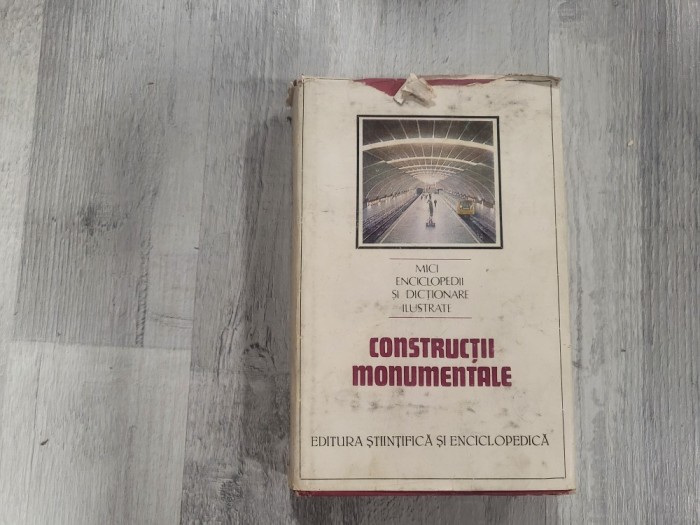 MICI
ENCICLOPEDII
ȘI DICȚIONARE
ILUSTRATE
CONSTRUCȚII
MONUMENTALE
EDITURA ȘTIINȚIFICĂ ȘI ENCICLOPEDICĂ